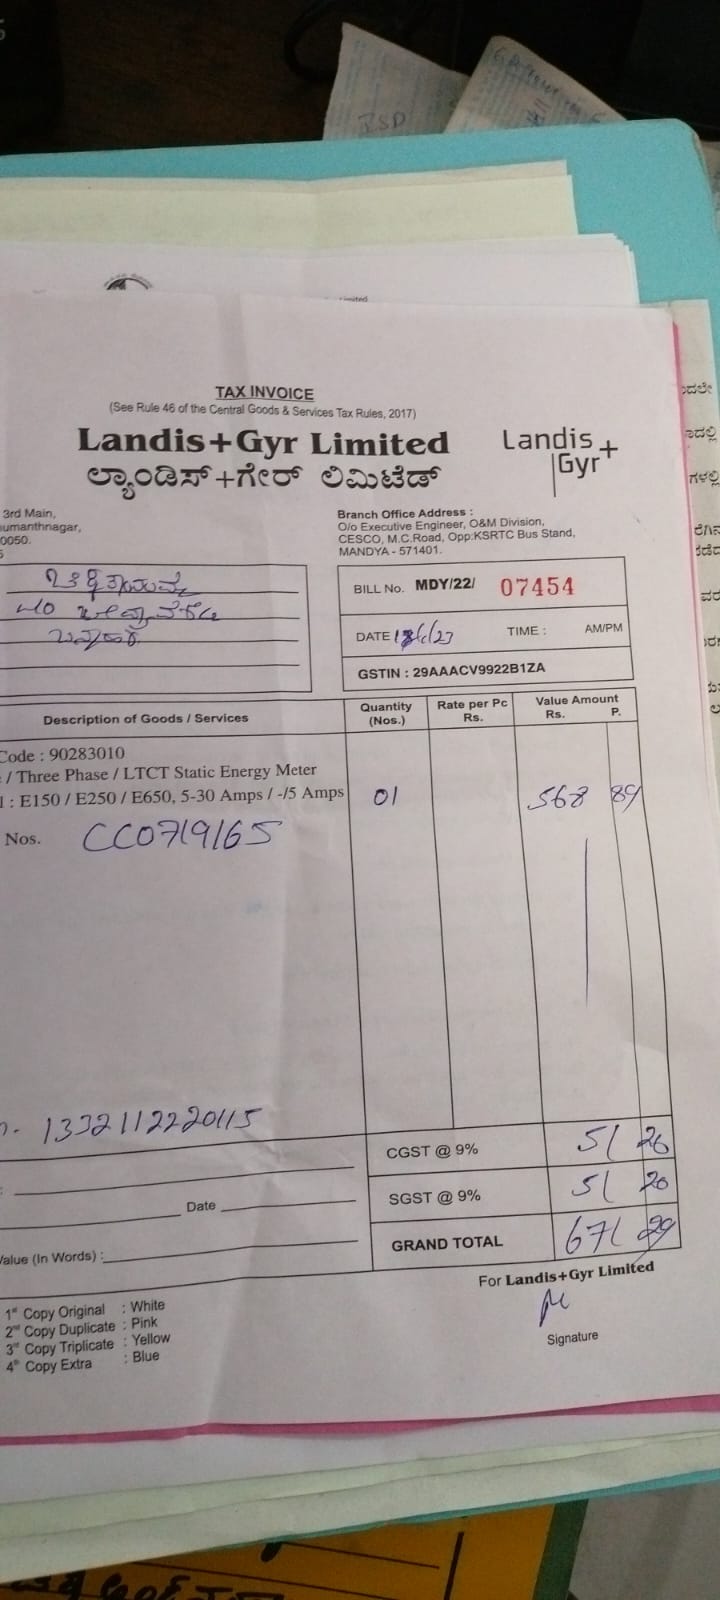 TAX INVOICE
(See Rule 46 of the Central Goods & Services Tax Rules, 2017)
Landis+Gyr Limited
ಲ್ಯಾಂಡಿಸ್+ಗೇರ್ ಲಿಮಿಟೆಡ್
Landis
Gyr+
3rd Main,
umanthnagar,
0050.
Branch Office Address :
O/o Executive Engineer, O&M Division,
CESCO, M.C.Road, Opp:KSRTC Bus Stand,
MANDYA - 571401.
BILL No. MDY/22/ 07454
DATE TIME : AM/PM
GSTIN : 29AAACV9922B1ZA
Description of Goods / Services Quantity (Nos.) Rate per Pc Rs. Value Amount Rs. P.
Code : 90283010
/ Three Phase / LTCT Static Energy Meter
: E150 / E250 / E650, 5-30 Amps / -/5 Amps 01 568 89
Nos. CC0719165
1332112220115
CGST @ 9% 51 20
SGST @ 9% 51 20
Date
GRAND TOTAL 671 29
Value (In Words) :
For Landis+Gyr Limited
Signature
1st Copy Original : White
2nd Copy Duplicate : Pink
3rd Copy Triplicate : Yellow
4th Copy Extra : Blue